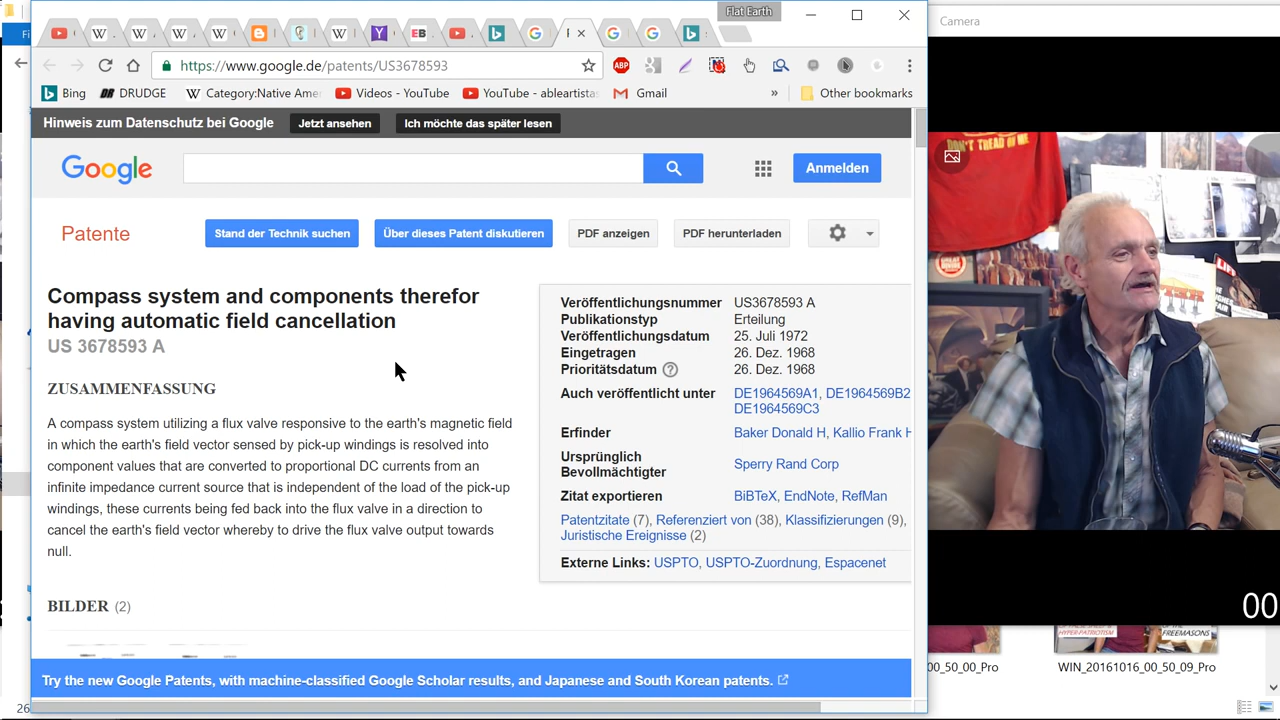 Flat Earth
Camera
https://www.google.de/patents/US3678593
ABP
Bing DRUDGE Category:Native Amer Videos - YouTube YouTube - ableartistas Gmail » Other bookmarks
Hinweis zum Datenschutz bei Google Jetzt ansehen Ich möchte das später lesen
Google Anmelden
Patente Stand der Technik suchen Über dieses Patent diskutieren PDF anzeigen PDF herunterladen
Compass system and components therefor
having automatic field cancellation
US 3678593 A
ZUSAMMENFASSUNG
A compass system utilizing a flux valve responsive to the earth's magnetic field
in which the earth's field vector sensed by pick-up windings is resolved into
component values that are converted to proportional DC currents from an
infinite impedance current source that is independent of the load of the pick-up
windings, these currents being fed back into the flux valve in a direction to
cancel the earth's field vector whereby to drive the flux valve output towards
null.
BILDER (2)
Veröffentlichungsnummer US3678593 A
Publikationstyp Erteilung
Veröffentlichungsdatum 25. Juli 1972
Eingetragen 26. Dez. 1968
Prioritätsdatum 26. Dez. 1968
Auch veröffentlicht unter DE1964569A1, DE1964569B2
DE1964569C3
Erfinder Baker Donald H, Kallio Frank H
Ursprünglich
Bevollmächtigter Sperry Rand Corp
Zitat exportieren BiBTeX, EndNote, RefMan
Patentzitate (7), Referenziert von (38), Klassifizierungen (9),
Juristische Ereignisse (2)
Externe Links: USPTO, USPTO-Zuordnung, Espacenet
Try the new Google Patents, with machine-classified Google Scholar results, and Japanese and South Korean patents.
DON'T TREAD ON ME
00
HYPER-PATRIOTISM
FREEMASONS
00_50_00_Pro
WIN_20161016_00_50_09_Pro
26